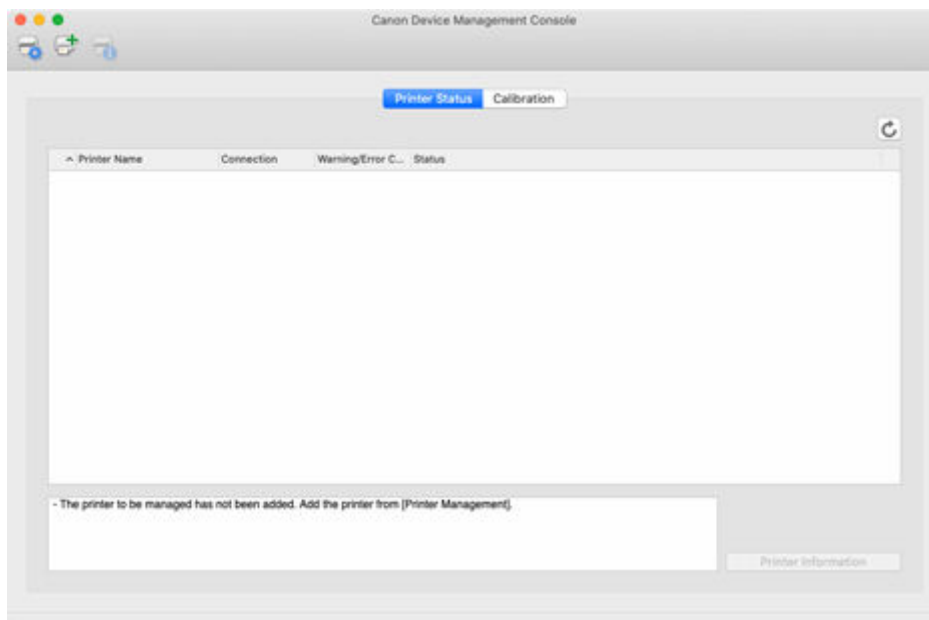 Canon Device Management Console
Printer Status Calibration
Printer Name Connection Warning/Error C... Status
- The printer to be managed has not been added. Add the printer from [Printer Management].
Printer Information